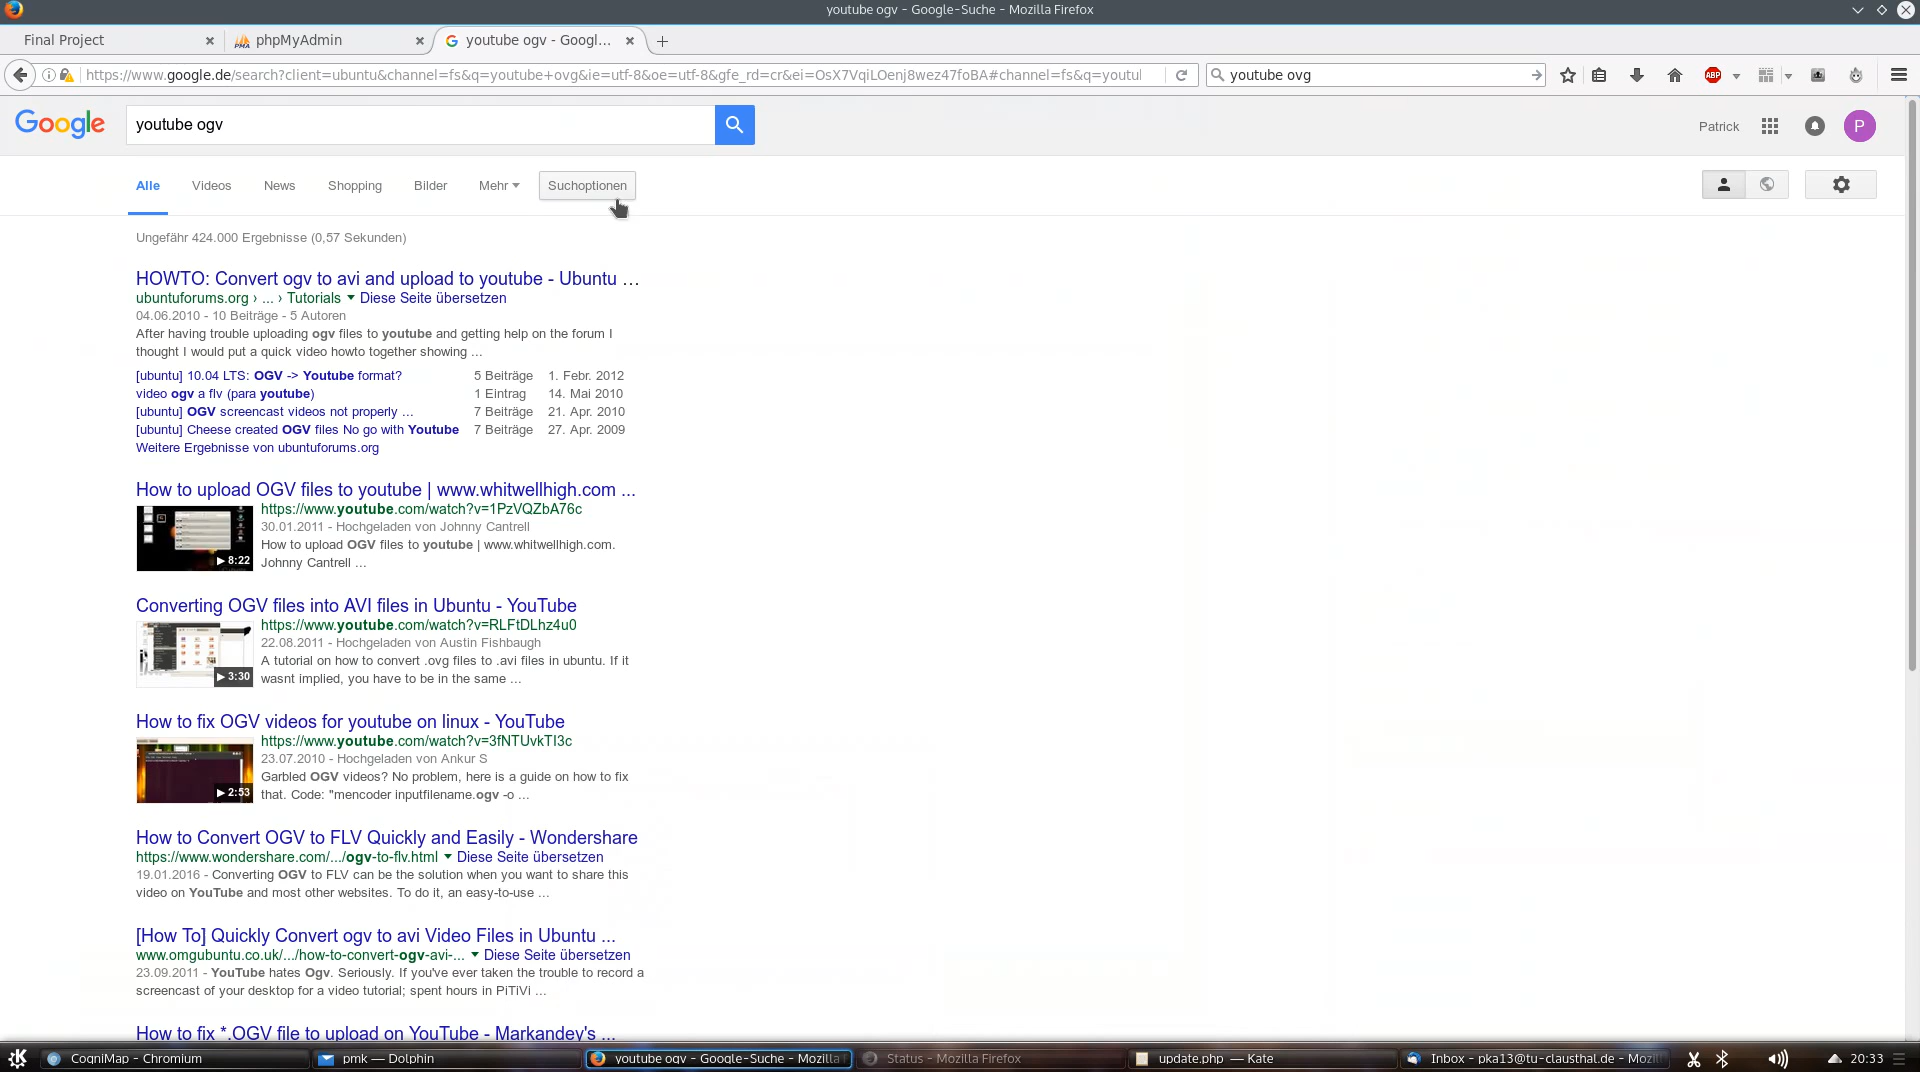 youtube ogv - Google-Suche - Mozilla Firefox
Final Project
phpMyAdmin
youtube ogv - Googl...
https://www.google.de/search?client=ubuntu&channel=fs&q=youtube+ovg&ie=utf-8&oe=utf-8&gfe_rd=cr&ei=OsX7VqiLOenj8wez47foBA#channel=fs&q=youtul
youtube ovg
ABP
Google
youtube ogv
Patrick
P
Alle Videos News Shopping Bilder Mehr Suchoptionen
Ungefähr 424.000 Ergebnisse (0,57 Sekunden)
HOWTO: Convert ogv to avi and upload to youtube - Ubuntu ...
ubuntuforums.org › ... › Tutorials Diese Seite übersetzen
04.06.2010 - 10 Beiträge - 5 Autoren
After having trouble uploading ogv files to youtube and getting help on the forum I
thought I would put a quick video howto together showing ...
[ubuntu] 10.04 LTS: OGV -> Youtube format? 5 Beiträge 1. Febr. 2012
video ogv a flv (para youtube) 1 Eintrag 14. Mai 2010
[ubuntu] OGV screencast videos not properly ... 7 Beiträge 21. Apr. 2010
[ubuntu] Cheese created OGV files No go with Youtube 7 Beiträge 27. Apr. 2009
Weitere Ergebnisse von ubuntuforums.org
How to upload OGV files to youtube | www.whitwellhigh.com ...
https://www.youtube.com/watch?v=1PzVQZbA76c
30.01.2011 - Hochgeladen von Johnny Cantrell
How to upload OGV files to youtube | www.whitwellhigh.com.
Johnny Cantrell ...
8:22
Converting OGV files into AVI files in Ubuntu - YouTube
https://www.youtube.com/watch?v=RLFtDLhz4u0
22.08.2011 - Hochgeladen von Austin Fishbaugh
A tutorial on how to convert .ovg files to .avi files in ubuntu. If it
wasnt implied, you have to be in the same ...
3:30
How to fix OGV videos for youtube on linux - YouTube
https://www.youtube.com/watch?v=3fNTUvkTI3c
23.07.2010 - Hochgeladen von Ankur S
Garbled OGV videos? No problem, here is a guide on how to fix
that. Code: "mencoder inputfilename.ogv -o ...
2:53
How to Convert OGV to FLV Quickly and Easily - Wondershare
https://www.wondershare.com/.../ogv-to-flv.html Diese Seite übersetzen
19.01.2016 - Converting OGV to FLV can be the solution when you want to share this
video on YouTube and most other websites. To do it, an easy-to-use ...
[How To] Quickly Convert ogv to avi Video Files in Ubuntu ...
www.omgubuntu.co.uk/.../how-to-convert-ogv-avi-... Diese Seite übersetzen
23.09.2011 - YouTube hates Ogv. Seriously. If you've ever taken the trouble to record a
screencast of your desktop for a video tutorial; spent hours in PiTiVi ...
How to fix *.OGV file to upload on YouTube - Markandey's ...
CogniMap - Chromium
pmk — Dolphin
youtube ogv - Google-Suche - Mozilla
Status - Mozilla Firefox
update.php — Kate
Inbox - pka13@tu-clausthal.de - Mozil
20:33